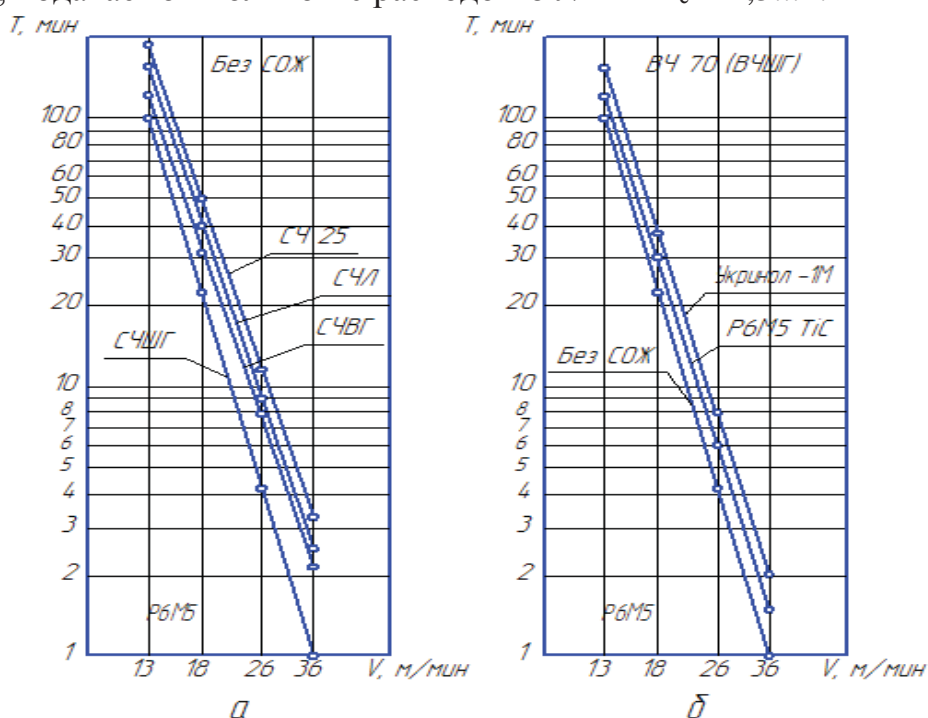 T, мин
Без СОЖ
100
80
60
50
40
30
20
10
8
7
6
5
4
3
2
1
СЧ 25
СЧЛ
СЧВГ
СЧШГ
Р6М5
13 18 26 36 V, м/мин
а
T, мин
ВЧ 70 (ВЧШГ)
100
80
60
50
40
30
20
10
8
7
6
5
4
3
2
1
Укринол -1М
Р6М5 TiC
Без СОЖ
Р6М5
13 18 26 36 V, м/мин
б